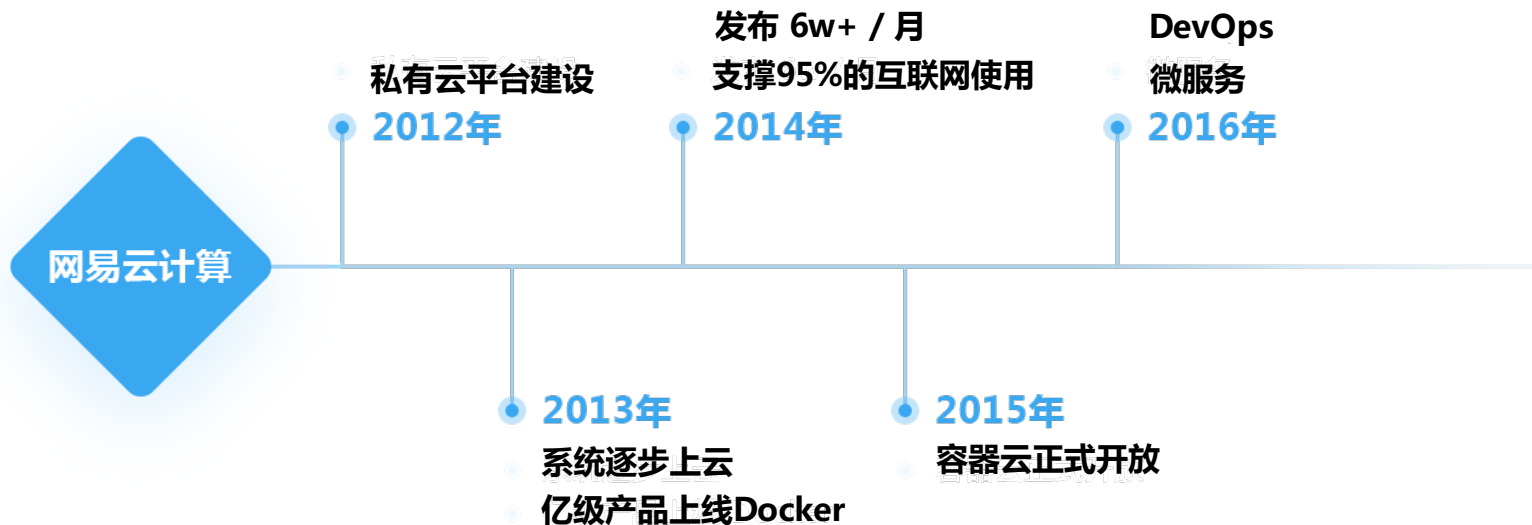 网易云计算
私有云平台建设
2012年
系统逐步上云
亿级产品上线Docker
2013年
发布 6w+ / 月
支撑95%的互联网使用
2014年
容器云正式开放
2015年
DevOps
微服务
2016年